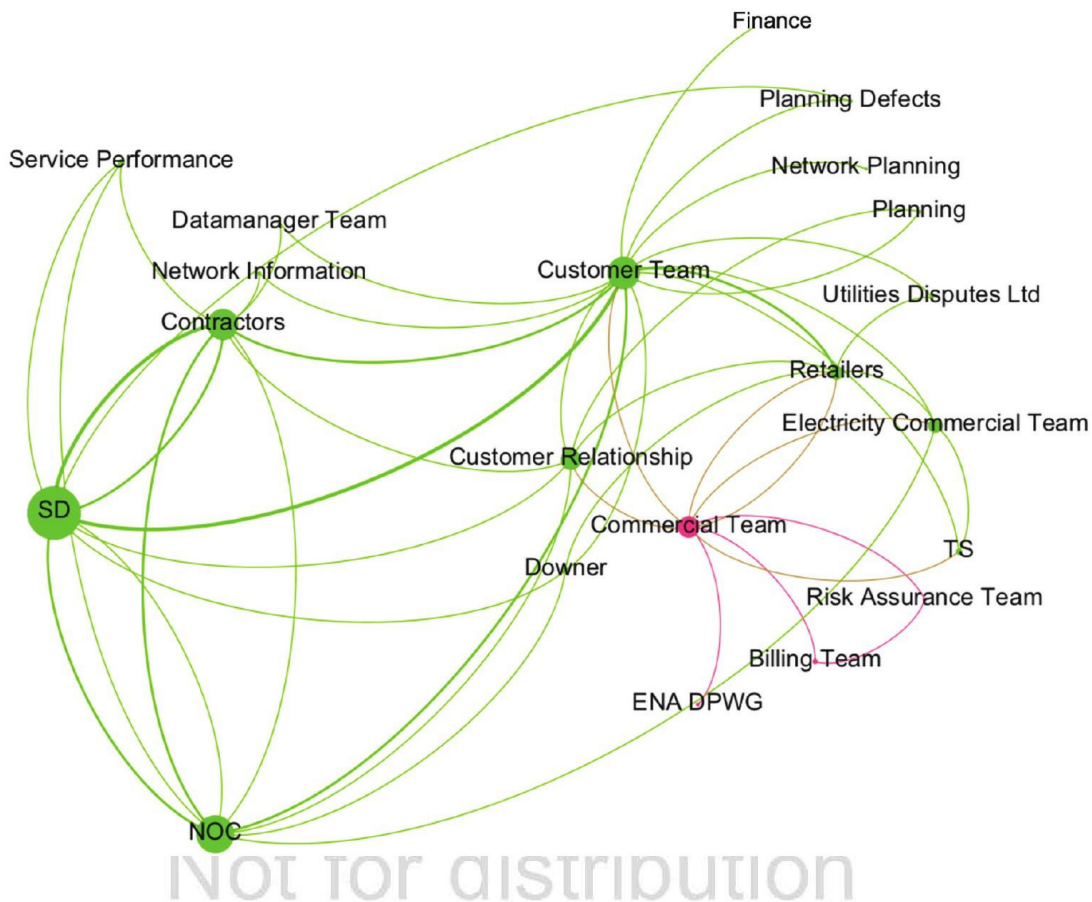 Finance
Planning Defects
Service Performance
Network Planning
Planning
Datamanager Team
Network Information
Customer Team
Utilities Disputes Ltd
Contractors
Retailers
Electricity Commercial Team
Customer Relationship
SD
Commercial Team
TS
Downer
Risk Assurance Team
Billing Team
ENA DPWG
NOC
Not for distribution